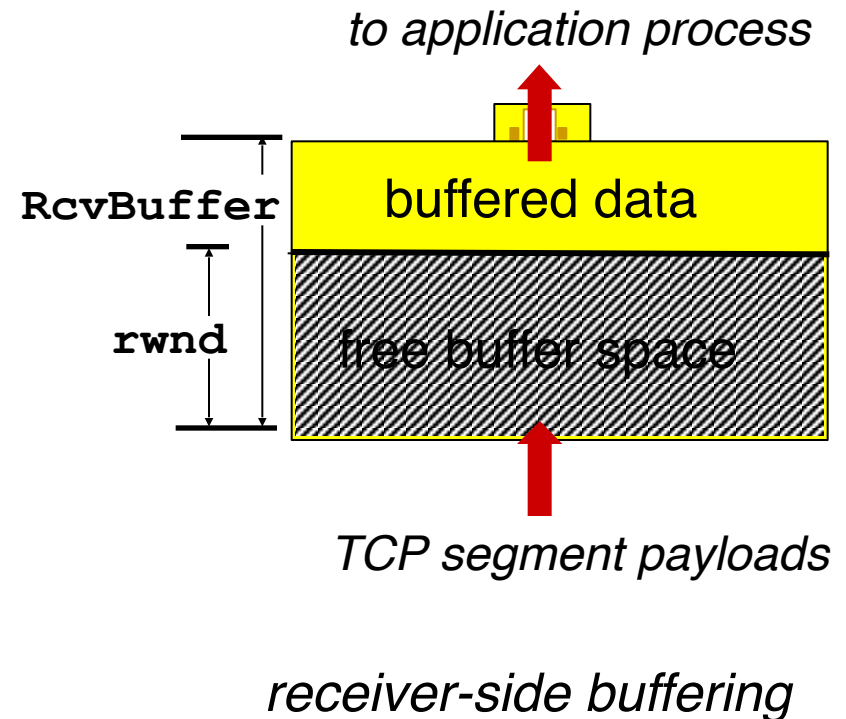 to application process
RcvBuffer
buffered data
rwnd
free buffer space
TCP segment payloads
receiver-side buffering